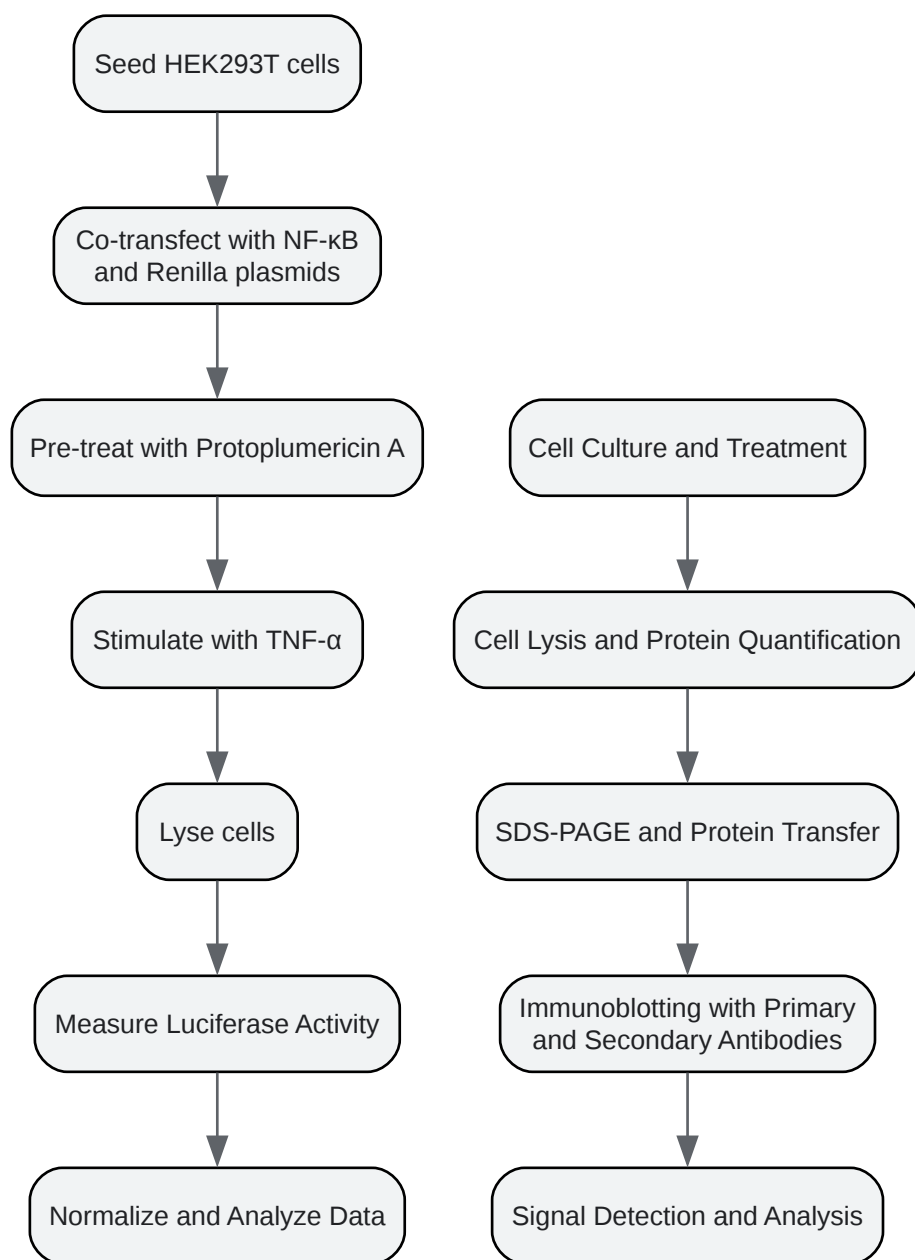 Seed HEK293T cells
Co-transfect with NF-κB
and Renilla plasmids
Pre-treat with Protoplumericin A
Stimulate with TNF-α
Lyse cells
Measure Luciferase Activity
Normalize and Analyze Data
Cell Culture and Treatment
Cell Lysis and Protein Quantification
SDS-PAGE and Protein Transfer
Immunoblotting with Primary
and Secondary Antibodies
Signal Detection and Analysis